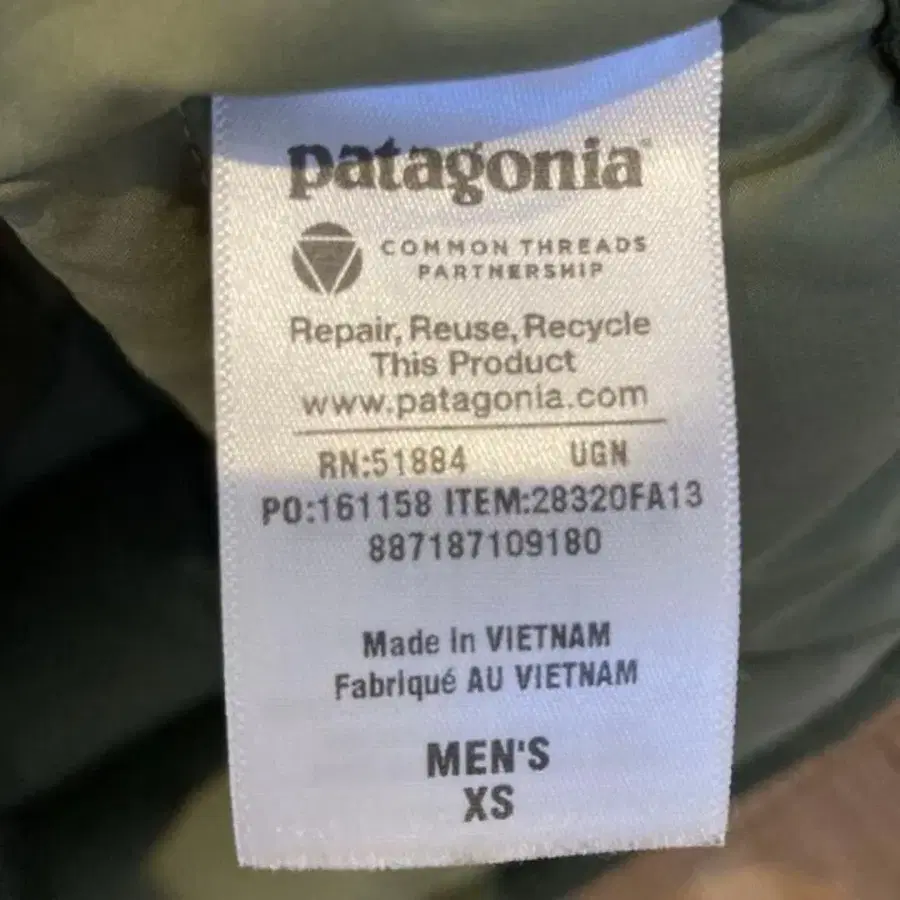 patagonia
COMMON THREADS
PARTNERSHIP
Repair, Reuse, Recycle
This Product
www.patagonia.com
RN:51884 UGN
PO:161158 ITEM:28320FA13
887187109180
Made In VIETNAM
Fabriqué AU VIETNAM
MEN'S
XS